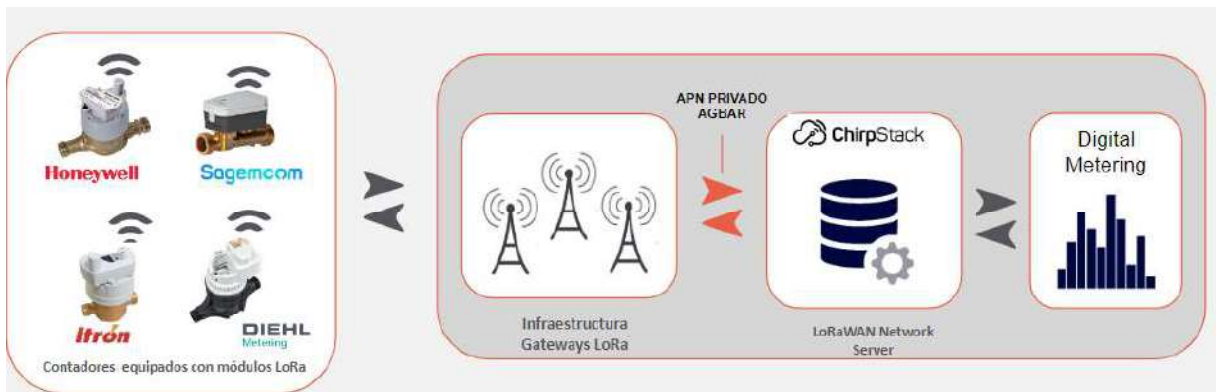 Honeywell
Sagemcom
Itrón
DIEHL
Metering
Contadores equipados con módulos LoRa
Infraestructura
Gateways LoRa
APN PRIVADO
AGBAR
ChirpStack
LoRaWAN Network
Server
Digital
Metering